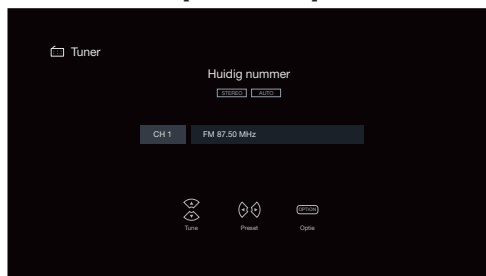 Tuner
Huidig nummer
STEREO AUTO
CH 1 FM 87.50 MHz
OPTION
Tune Preset Optie